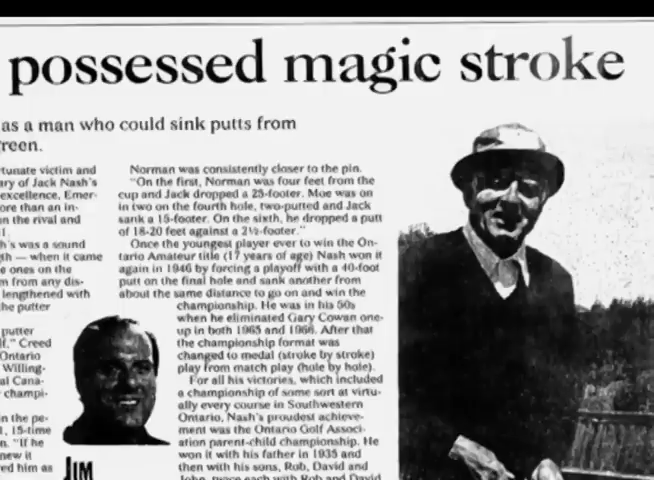 possessed magic stroke
as a man who could sink putts from
reen.
rtunate victim and
ary of Jack Nash's
excellence, Emer-
ore than an in-
n the rival and
l.
h's was a sound
gth — when it came
e ones on the
m from any dis-
lengthened with
he putter
putter
lf." Creed
Ontario
Willing-
al Cana-
champi-
n the pe-
1, 15-time
n. "If he
new it
ed him as
JIM
Norman was consistently closer to the pin.
"On the first, Norman was four feet from the
cup and Jack dropped a 25-footer. Moe was on
in two on the fourth hole, two-putted and Jack
sank a 15-footer. On the sixth, he dropped a putt
of 18-20 feet against a 2½-footer."
Once the youngest player ever to win the On-
tario Amateur title (17 years of age) Nash won it
again in 1946 by forcing a playoff with a 40-foot
putt on the final hole and sank another from
about the same distance to go on and win the
championship. He was in his 50s
when he eliminated Gary Cowan one-
up in both 1965 and 1966. After that
the championship format was
changed to medal (stroke by stroke)
play from match play (hole by hole).
For all his victories, which included
a championship of some sort at virtu-
ally every course in Southwestern
Ontario, Nash's proudest achieve-
ment was the Ontario Golf Associ-
ation parent-child championship. He
won it with his father in 1935 and
then with his sons, Rob, David and
John, twice each with Rob and David